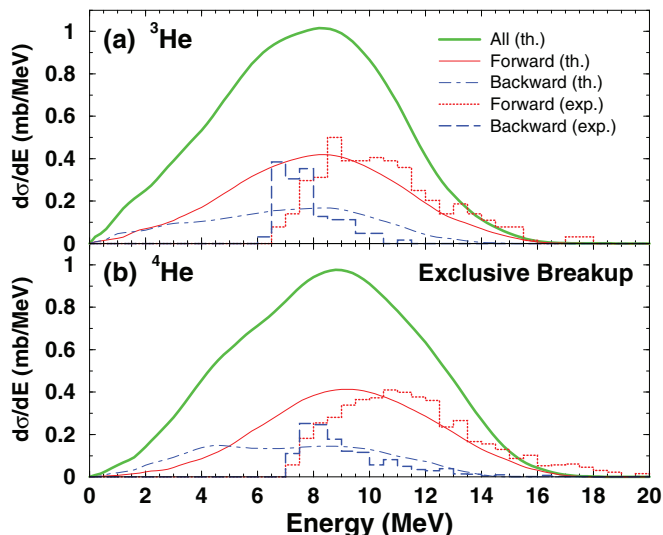 (a) ³He
All (th.)
Forward (th.)
Backward (th.)
Forward (exp.)
Backward (exp.)
dσ/dE (mb/MeV)
1
0.8
0.6
0.4
0.2
0
(b) ⁴He
Exclusive Breakup
dσ/dE (mb/MeV)
1
0.8
0.6
0.4
0.2
0
0 2 4 6 8 10 12 14 16 18 20
Energy (MeV)